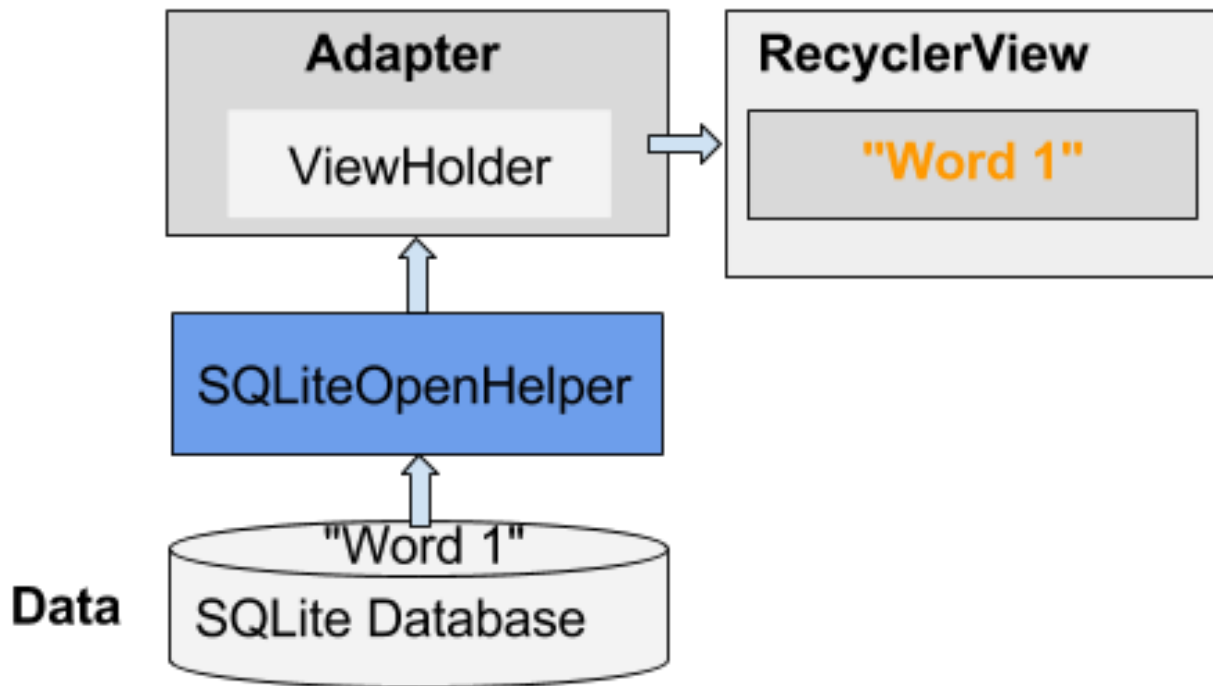 Adapter
ViewHolder
RecyclerView
"Word 1"
SQLiteOpenHelper
"Word 1"
SQLite Database
Data